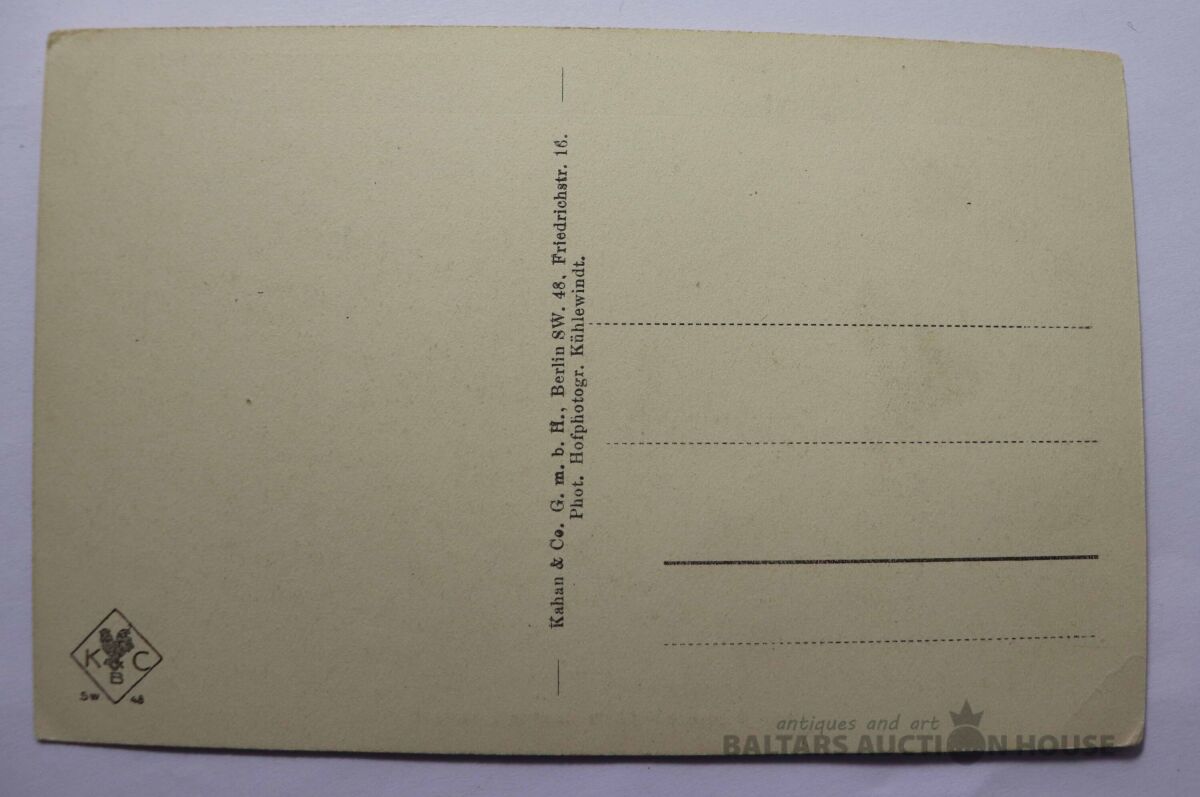 Kahan & Co. G. m. b. H., Berlin SW. 48, Friedrichstr. 16.
Phot. Hofphotogr. Kühlewindt.
K C
B
SW 48
antiques and art
BALTARS AUCTION HOUSE